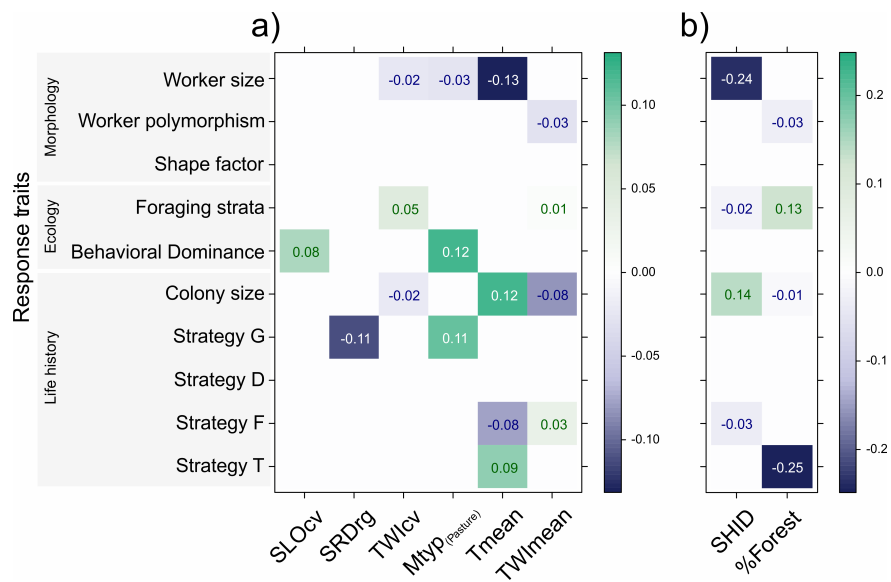 a)
b)
Response traits
Morphology
Ecology
Life history
Worker size
Worker polymorphism
Shape factor
Foraging strata
Behavioral Dominance
Colony size
Strategy G
Strategy D
Strategy F
Strategy T
-0.02 -0.03 -0.13
-0.03
0.05 0.01
0.08 0.12
-0.02 0.12 -0.08
-0.11 0.11
-0.08 0.03
0.09
SLOcv
SRDrg
TWIcv
Mtyp(Pasture)
Tmean
TWImean
0.10
0.05
0.00
-0.05
-0.10
-0.24
-0.03
-0.02 0.13
0.14 -0.01
-0.03
-0.25
SHID
%Forest
0.2
0.1
0.0
-0.1
-0.2